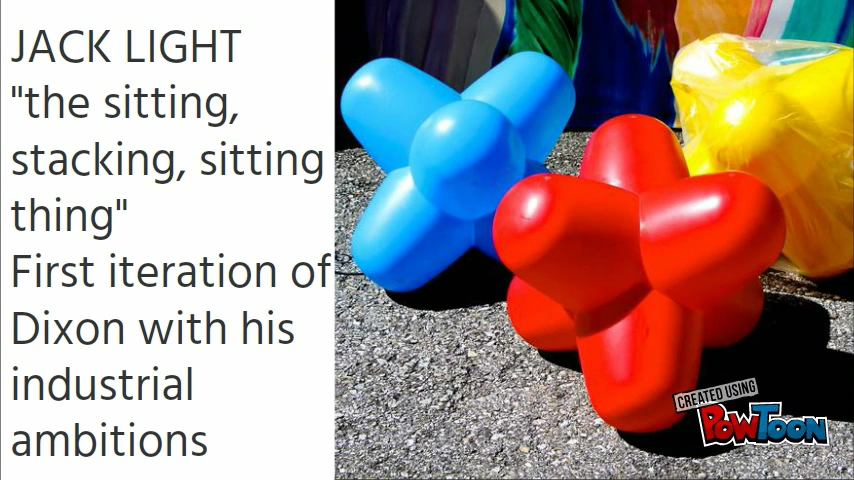 JACK LIGHT
"the sitting,
stacking, sitting
thing"
First iteration of
Dixon with his
industrial
ambitions
CREATED USING
POWTOON